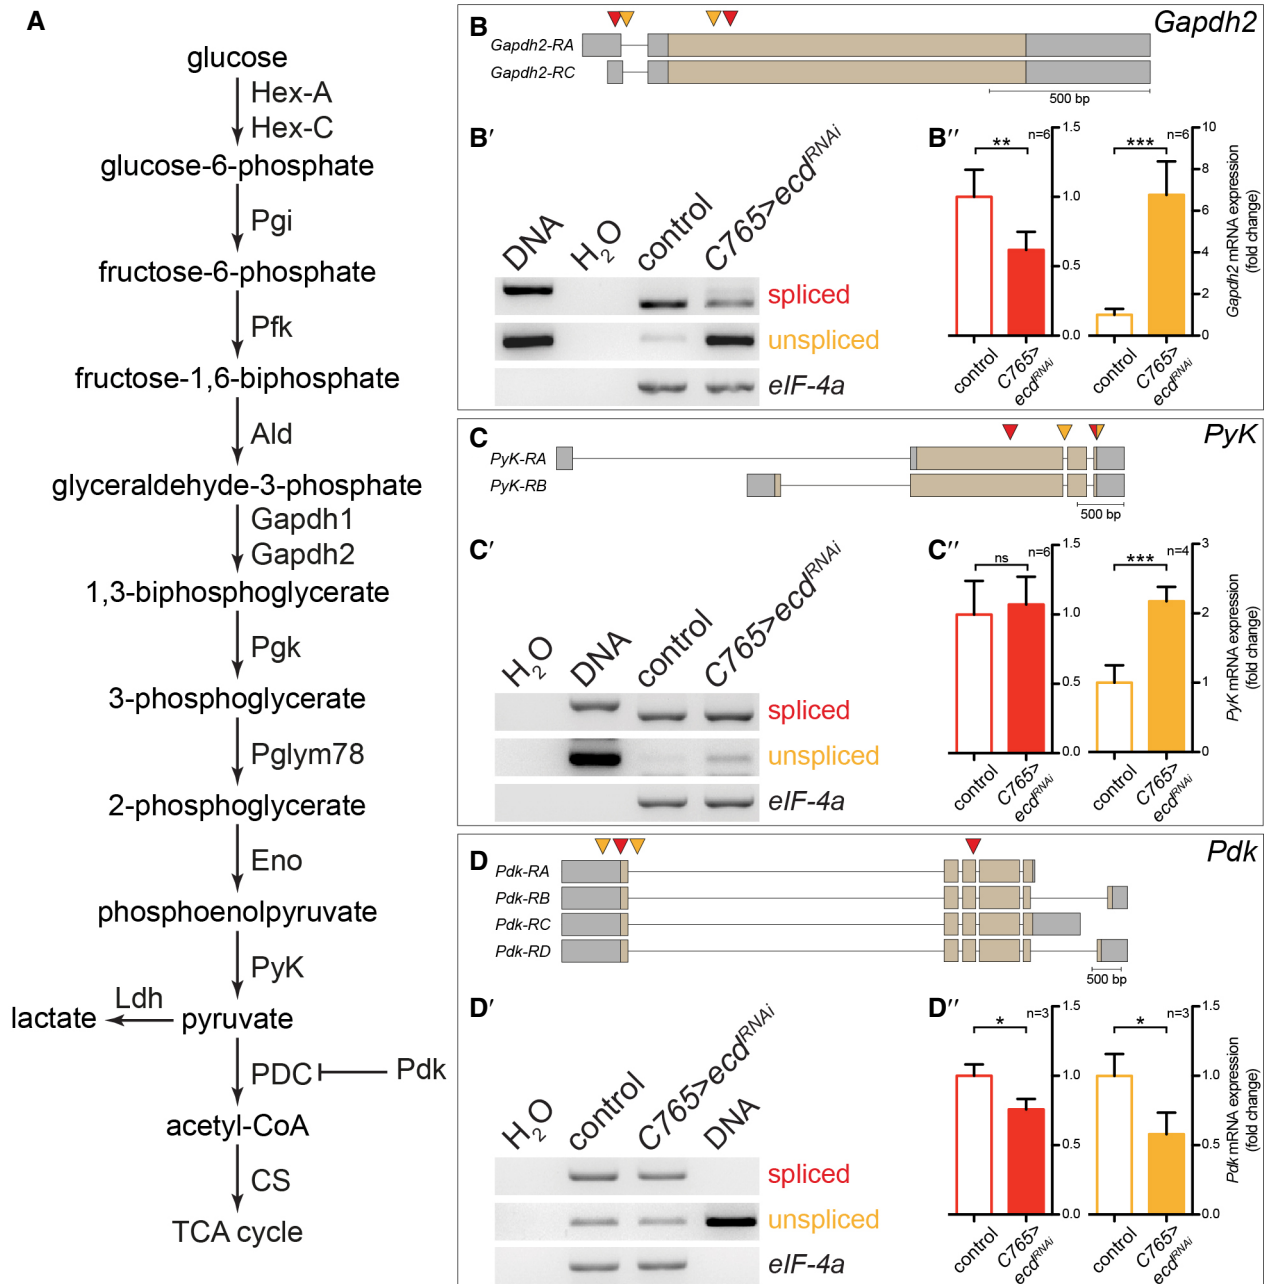 A
glucose
Hex-A
Hex-C
glucose-6-phosphate
Pgi
fructose-6-phosphate
Pfk
fructose-1,6-biphosphate
Ald
glyceraldehyde-3-phosphate
Gapdh1
Gapdh2
1,3-biphosphoglycerate
Pgk
3-phosphoglycerate
Pglym78
2-phosphoglycerate
Eno
phosphoenolpyruvate
PyK
lactate Ldh pyruvate
PDC Pdk
acetyl-CoA
CS
TCA cycle
B Gapdh2
Gapdh2-RA
Gapdh2-RC
500 bp
B′
DNA H2O control C765>ecdRNAi
spliced
unspliced
eIF-4a
B″
** n=6
1.5
1.0
0.5
0.0
control C765>
ecdRNAi
*** n=6
10
8
6
4
2
0
Gapdh2 mRNA expression
(fold change)
control C765>
ecdRNAi
C PyK
PyK-RA
PyK-RB
500 bp
C′
H2O DNA control C765>ecdRNAi
spliced
unspliced
eIF-4a
C″
ns n=6
1.5
1.0
0.5
0.0
control C765>
ecdRNAi
*** n=4
3
2
1
0
PyK mRNA expression
(fold change)
control C765>
ecdRNAi
D Pdk
Pdk-RA
Pdk-RB
Pdk-RC
Pdk-RD
500 bp
D′
H2O control C765>ecdRNAi DNA
spliced
unspliced
eIF-4a
D″
* n=3
1.5
1.0
0.5
0.0
control C765>
ecdRNAi
* n=3
1.5
1.0
0.5
0.0
Pdk mRNA expression
(fold change)
control C765>
ecdRNAi